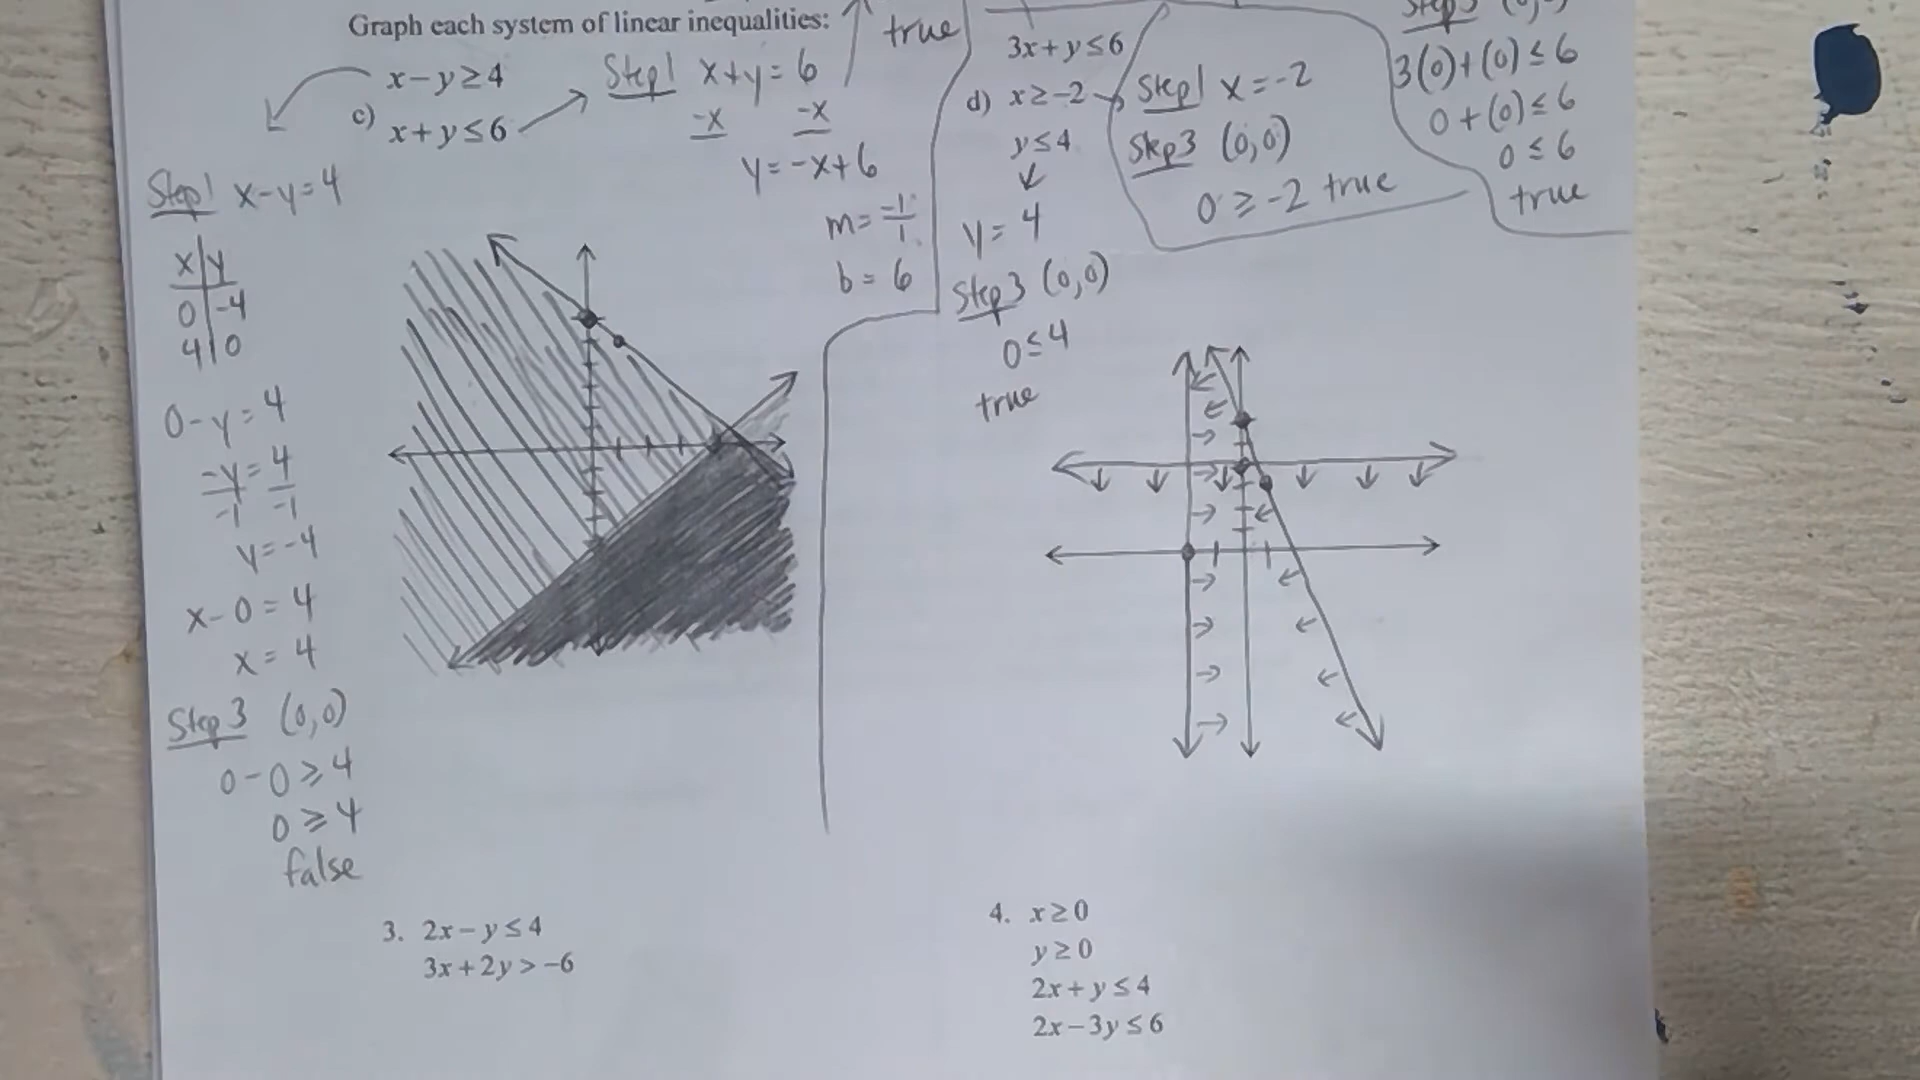 Graph each system of linear inequalities:
true
c)
x − y ≥ 4
x + y ≤ 6
Step 1 x+y = 6
-x -x
y = -x+6
m = -1/1
b = 6
Step 1 x-y = 4
x y
0 -4
4 0
0-y = 4
-y = 4
-1 -1
y = -4
x-0 = 4
x = 4
Step 3 (0,0)
0-0 ≥ 4
0 ≥ 4
false
d)
3x + y ≤ 6
x ≥ −2
y ≤ 4
Step 1 x = -2
Step 3 (0,0)
0 ≥ -2 true
y = 4
Step 3 (0,0)
0 ≤ 4
true
3(0)+(0) ≤ 6
0+(0) ≤ 6
0 ≤ 6
true
3. 2x − y ≤ 4
3x + 2y > −6
4. x ≥ 0
y ≥ 0
2x + y ≤ 4
2x − 3y ≤ 6